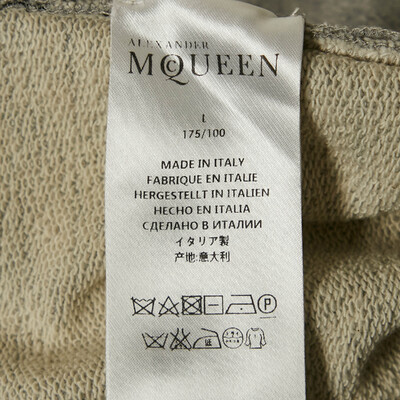 ALEXANDER
McQUEEN
L
175/100
MADE IN ITALY
FABRIQUE EN ITALIE
HERGESTELLT IN ITALIEN
HECHO EN ITALIA
СДЕЛАНО В ИТАЛИИ
イタリア製
产地:意大利
P